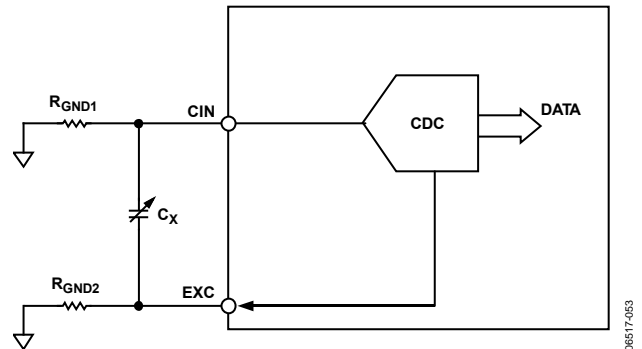 RGND1
CIN
CDC
DATA
CX
RGND2
EXC
06517-053